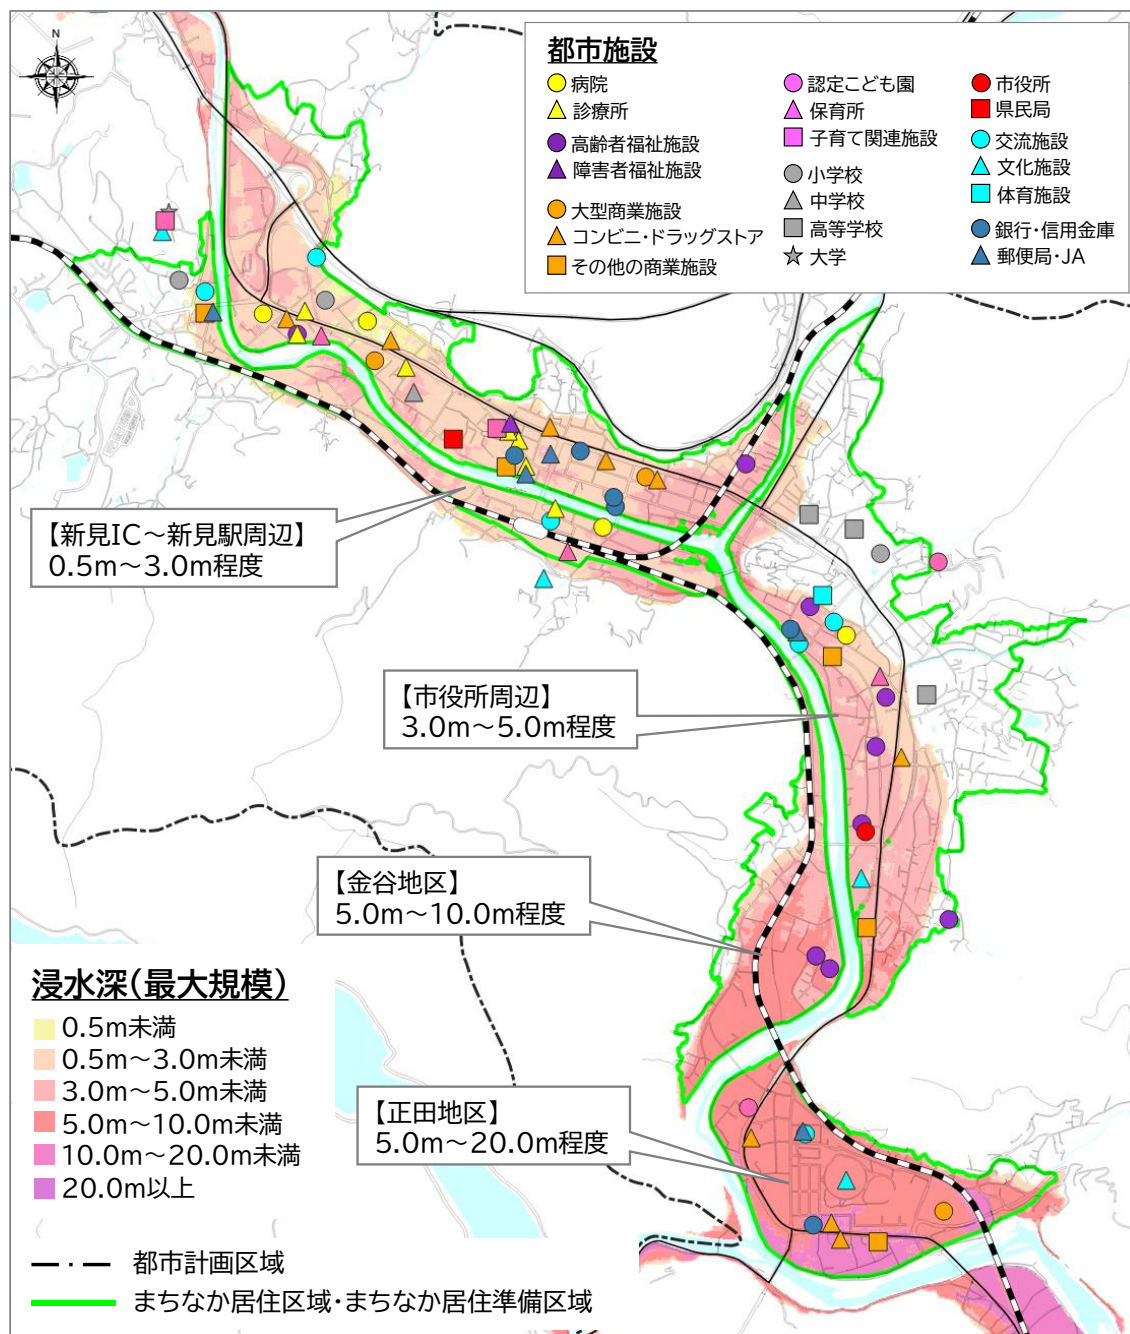 N
都市施設
病院
診療所
高齢者福祉施設
障害者福祉施設
大型商業施設
コンビニ・ドラッグストア
その他の商業施設
認定こども園
保育所
子育て関連施設
小学校
中学校
高等学校
大学
市役所
県民局
交流施設
文化施設
体育施設
銀行・信用金庫
郵便局・JA
【新見IC～新見駅周辺】
0.5m～3.0m程度
【市役所周辺】
3.0m～5.0m程度
【金谷地区】
5.0m～10.0m程度
【正田地区】
5.0m～20.0m程度
浸水深(最大規模)
0.5m未満
0.5m～3.0m未満
3.0m～5.0m未満
5.0m～10.0m未満
10.0m～20.0m未満
20.0m以上
都市計画区域
まちなか居住区域・まちなか居住準備区域